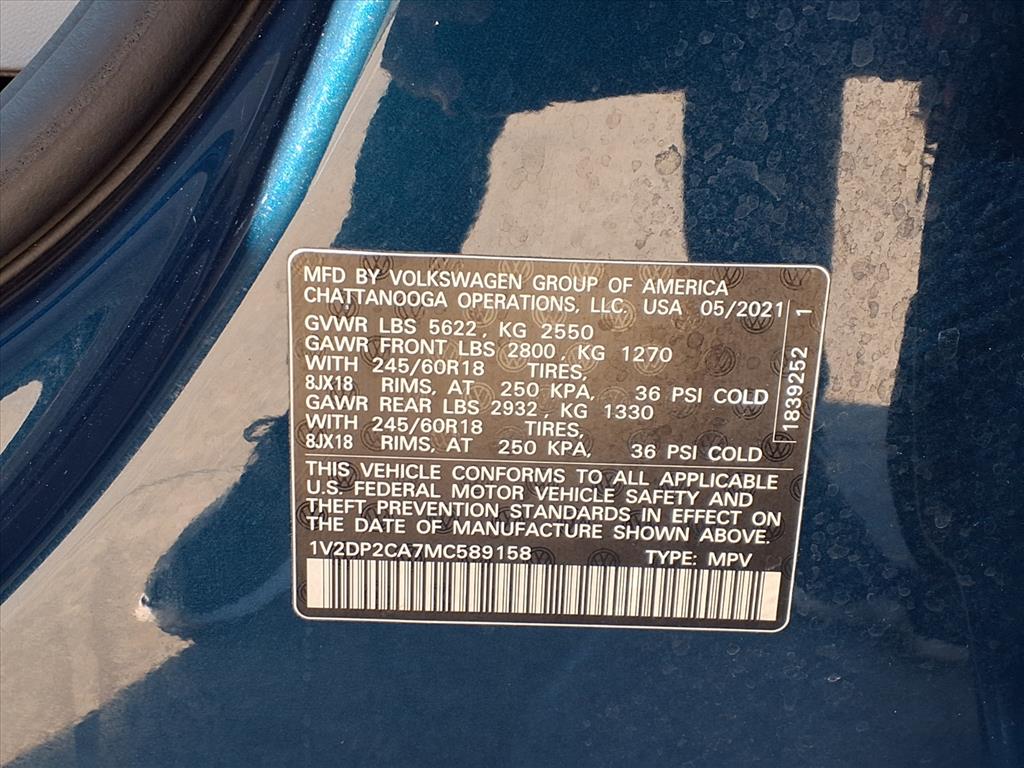 MFD BY VOLKSWAGEN GROUP OF AMERICA
CHATTANOOGA OPERATIONS, LLC, USA 05/2021
GVWR LBS 5622, KG 2550
GAWR FRONT LBS 2800, KG 1270
WITH 245/60R18 TIRES,
8JX18 RIMS, AT 250 KPA, 36 PSI COLD
GAWR REAR LBS 2932, KG 1330
WITH 245/60R18 TIRES,
8JX18 RIMS, AT 250 KPA, 36 PSI COLD
1839252 1
THIS VEHICLE CONFORMS TO ALL APPLICABLE
U.S. FEDERAL MOTOR VEHICLE SAFETY AND
THEFT PREVENTION STANDARDS IN EFFECT ON
THE DATE OF MANUFACTURE SHOWN ABOVE.
1V2DP2CA7MC589158 TYPE: MPV